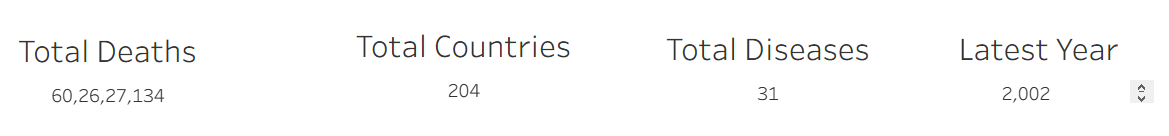 Total Deaths
60,26,27,134
Total Countries
204
Total Diseases
31
Latest Year
2,002